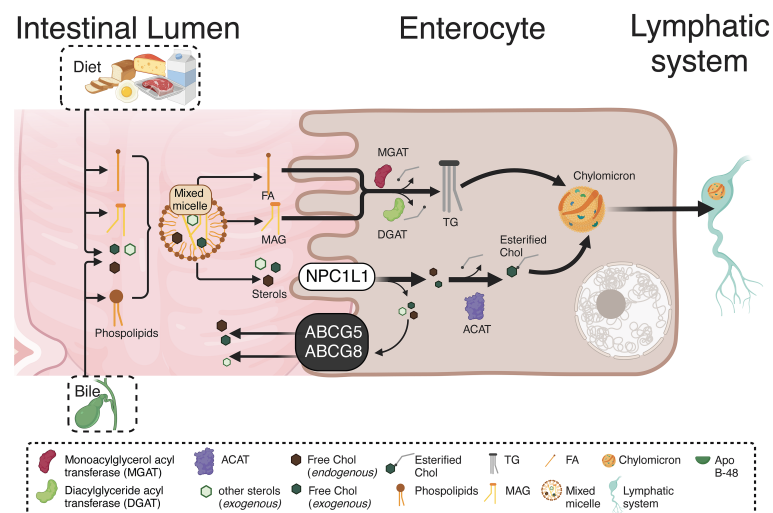 Intestinal Lumen
Enterocyte
Lymphatic
system
Diet
MGAT
Chylomicron
Mixed
micelle
FA
DGAT
TG
MAG
Esterified
Chol
Sterols
NPC1L1
Phospolipids
ACAT
ABCG5
ABCG8
Bile
Monoacylglycerol acyl
transferase (MGAT)
ACAT
Free Chol
(endogenous)
Esterified
Chol
TG
FA
Chylomicron
Apo
B-48
Diacylglyceride acyl
transferase (DGAT)
other sterols
(exogenous)
Free Chol
(exogenous)
Phospolipids
MAG
Mixed
micelle
Lymphatic
system